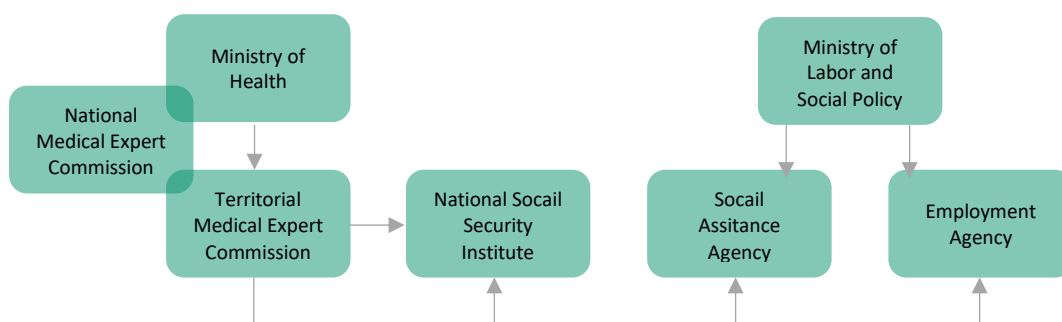 Ministry of
Health
Ministry of
Labor and
Social Policy
National
Medical Expert
Commission
Territorial
Medical Expert
Commission
National Socail
Security
Institute
Socail
Assitance
Agency
Employment
Agency